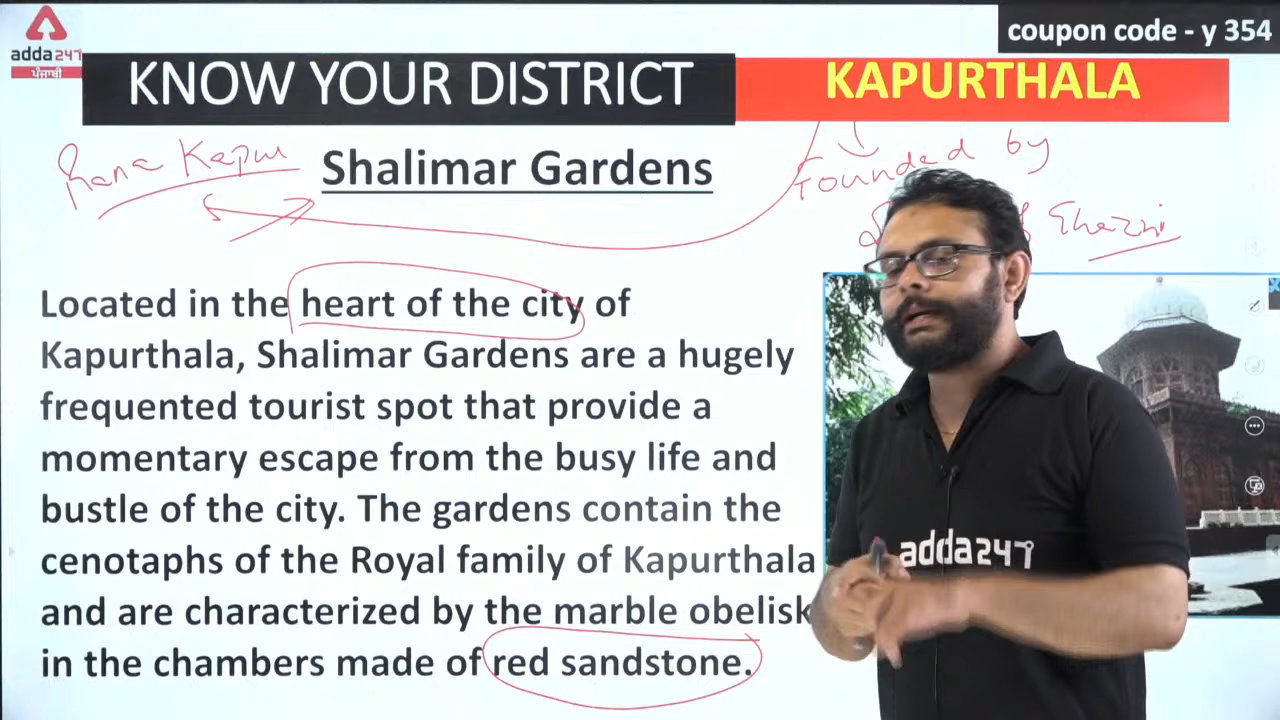 coupon code - y 354
adda247
ਪੰਜਾਬੀ
KNOW YOUR DISTRICT
KAPURTHALA
Rana Kapur
Shalimar Gardens
Founded by
Ghazni
Located in the heart of the city of
Kapurthala, Shalimar Gardens are a hugely
frequented tourist spot that provide a
momentary escape from the busy life and
bustle of the city. The gardens contain the
cenotaphs of the Royal family of Kapurthala
and are characterized by the marble obelisk
in the chambers made of red sandstone.
adda247